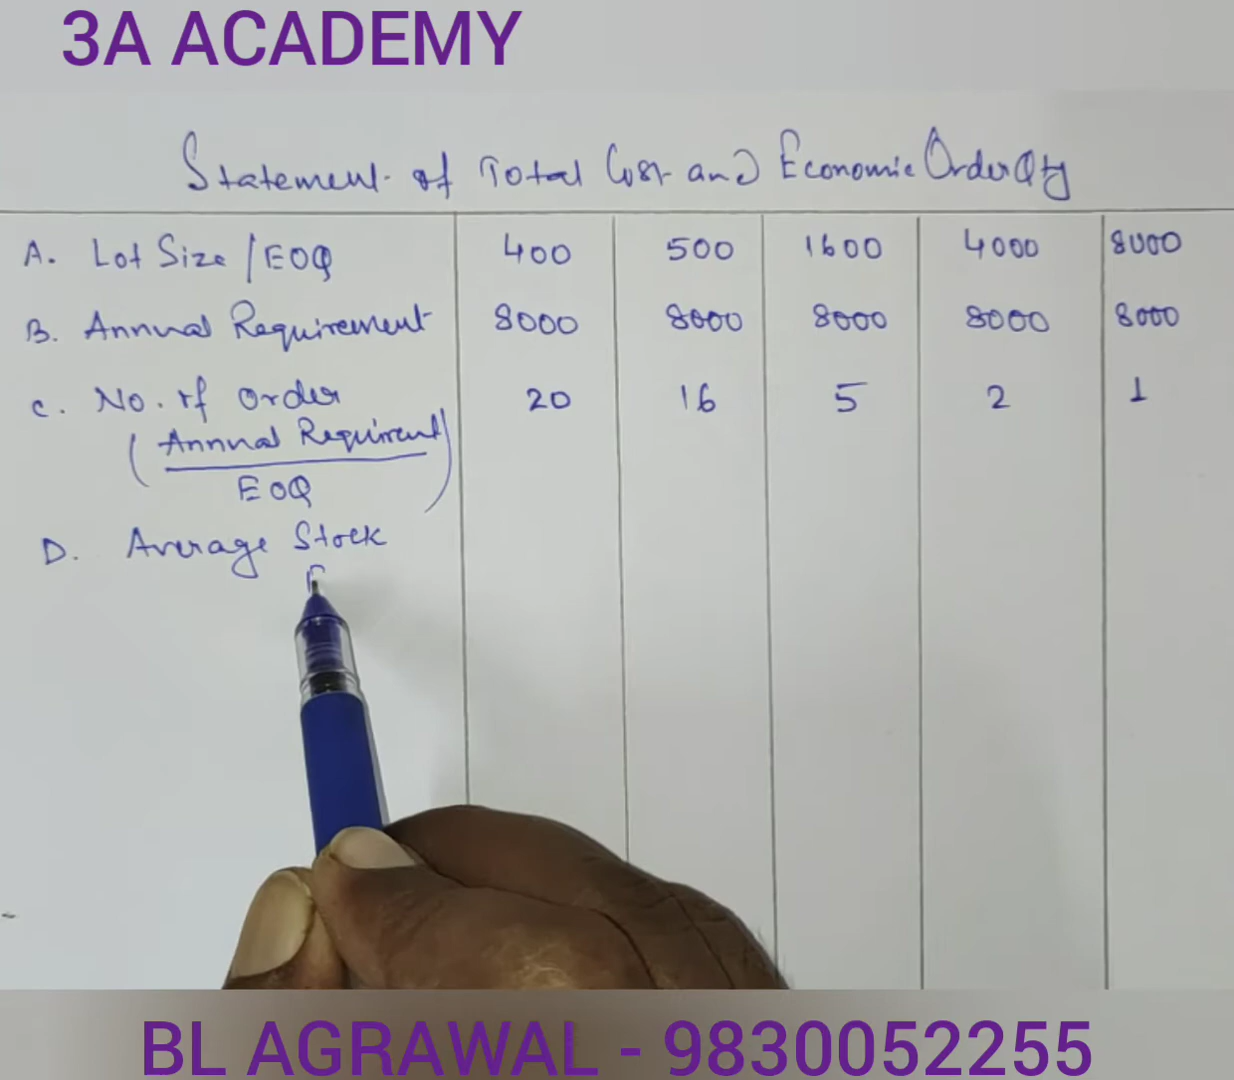 3A ACADEMY
Statement of Total Cost and Economic Order Qty
A. Lot Size / EOQ 400 500 1600 4000 8000
B. Annual Requirement 8000 8000 8000 8000 8000
C. No. of Order 20 16 5 2 1
(Annual Requirent
EOQ)
D. Average Stock
BL AGRAWAL - 9830052255